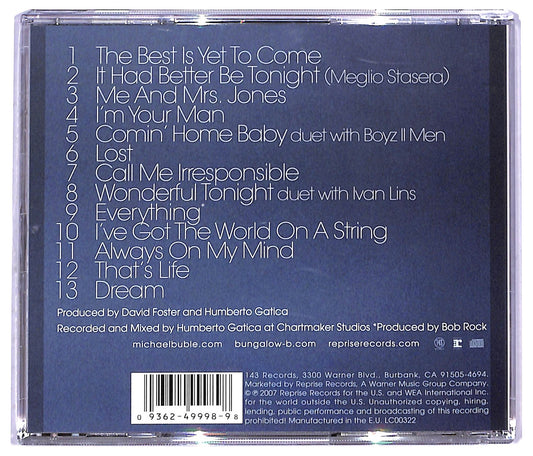 1 The Best Is Yet To Come
2 It Had Better Be Tonight (Meglio Stasera)
3 Me And Mrs. Jones
4 I'm Your Man
5 Comin' Home Baby duet with Boyz II Men
6 Lost
7 Call Me Irresponsible
8 Wonderful Tonight duet with Ivan Lins
9 Everything*
10 I've Got The World On A String
11 Always On My Mind
12 That's Life
13 Dream
Produced by David Foster and Humberto Gatica
Recorded and Mixed by Humberto Gatica at Chartmaker Studios *Produced by Bob Rock
michaelbuble.com bungalow-b.com repriserecords.com
143 Records, 3300 Warner Blvd., Burbank, CA 91505-4694.
Marketed by Reprise Records, A Warner Music Group Company.
©℗ 2007 Reprise Records for the U.S. and WEA International Inc.
for the world outside the U.S. Unauthorized copying, hiring,
lending, public performance and broadcasting of this recording
prohibited! Manufactured in the E.U. LC00322
0 93624-99989-8